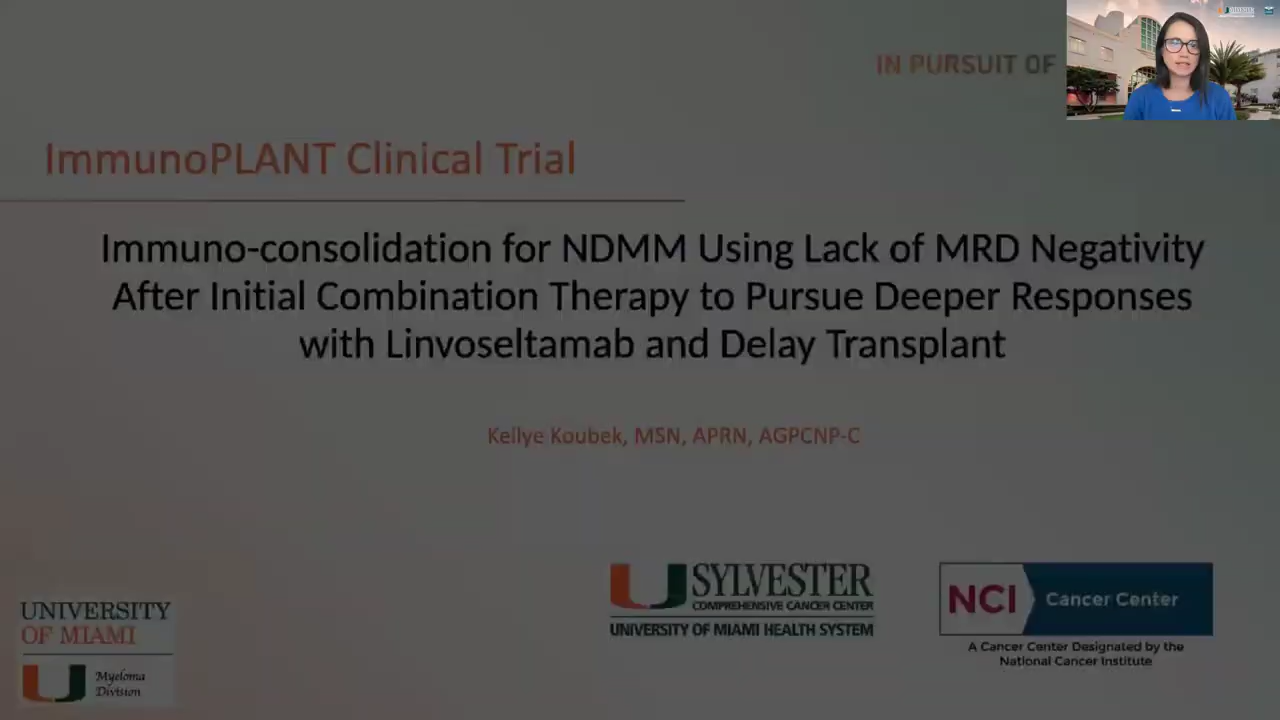 IN PURSUIT OF
ImmunoPLANT Clinical Trial
Immuno-consolidation for NDMM Using Lack of MRD Negativity
After Initial Combination Therapy to Pursue Deeper Responses
with Linvoseltamab and Delay Transplant
Kellye Koubek, MSN, APRN, AGPCNP-C
UNIVERSITY
OF MIAMI
Myeloma
Division
SYLVESTER
COMPREHENSIVE CANCER CENTER
UNIVERSITY OF MIAMI HEALTH SYSTEM
NCI Cancer Center
A Cancer Center Designated by the
National Cancer Institute